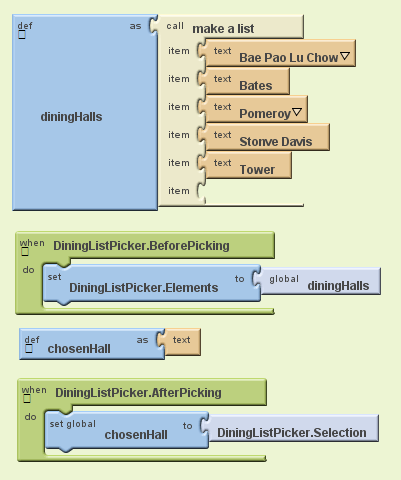 def as call make a list
item text Bae Pao Lu Chow
item text Bates
item text Pomeroy
diningHalls
item text Stonve Davis
item text Tower
item
when DiningListPicker.BeforePicking
do set DiningListPicker.Elements to global diningHalls
def chosenHall as text
when DiningListPicker.AfterPicking
do set global chosenHall to DiningListPicker.Selection